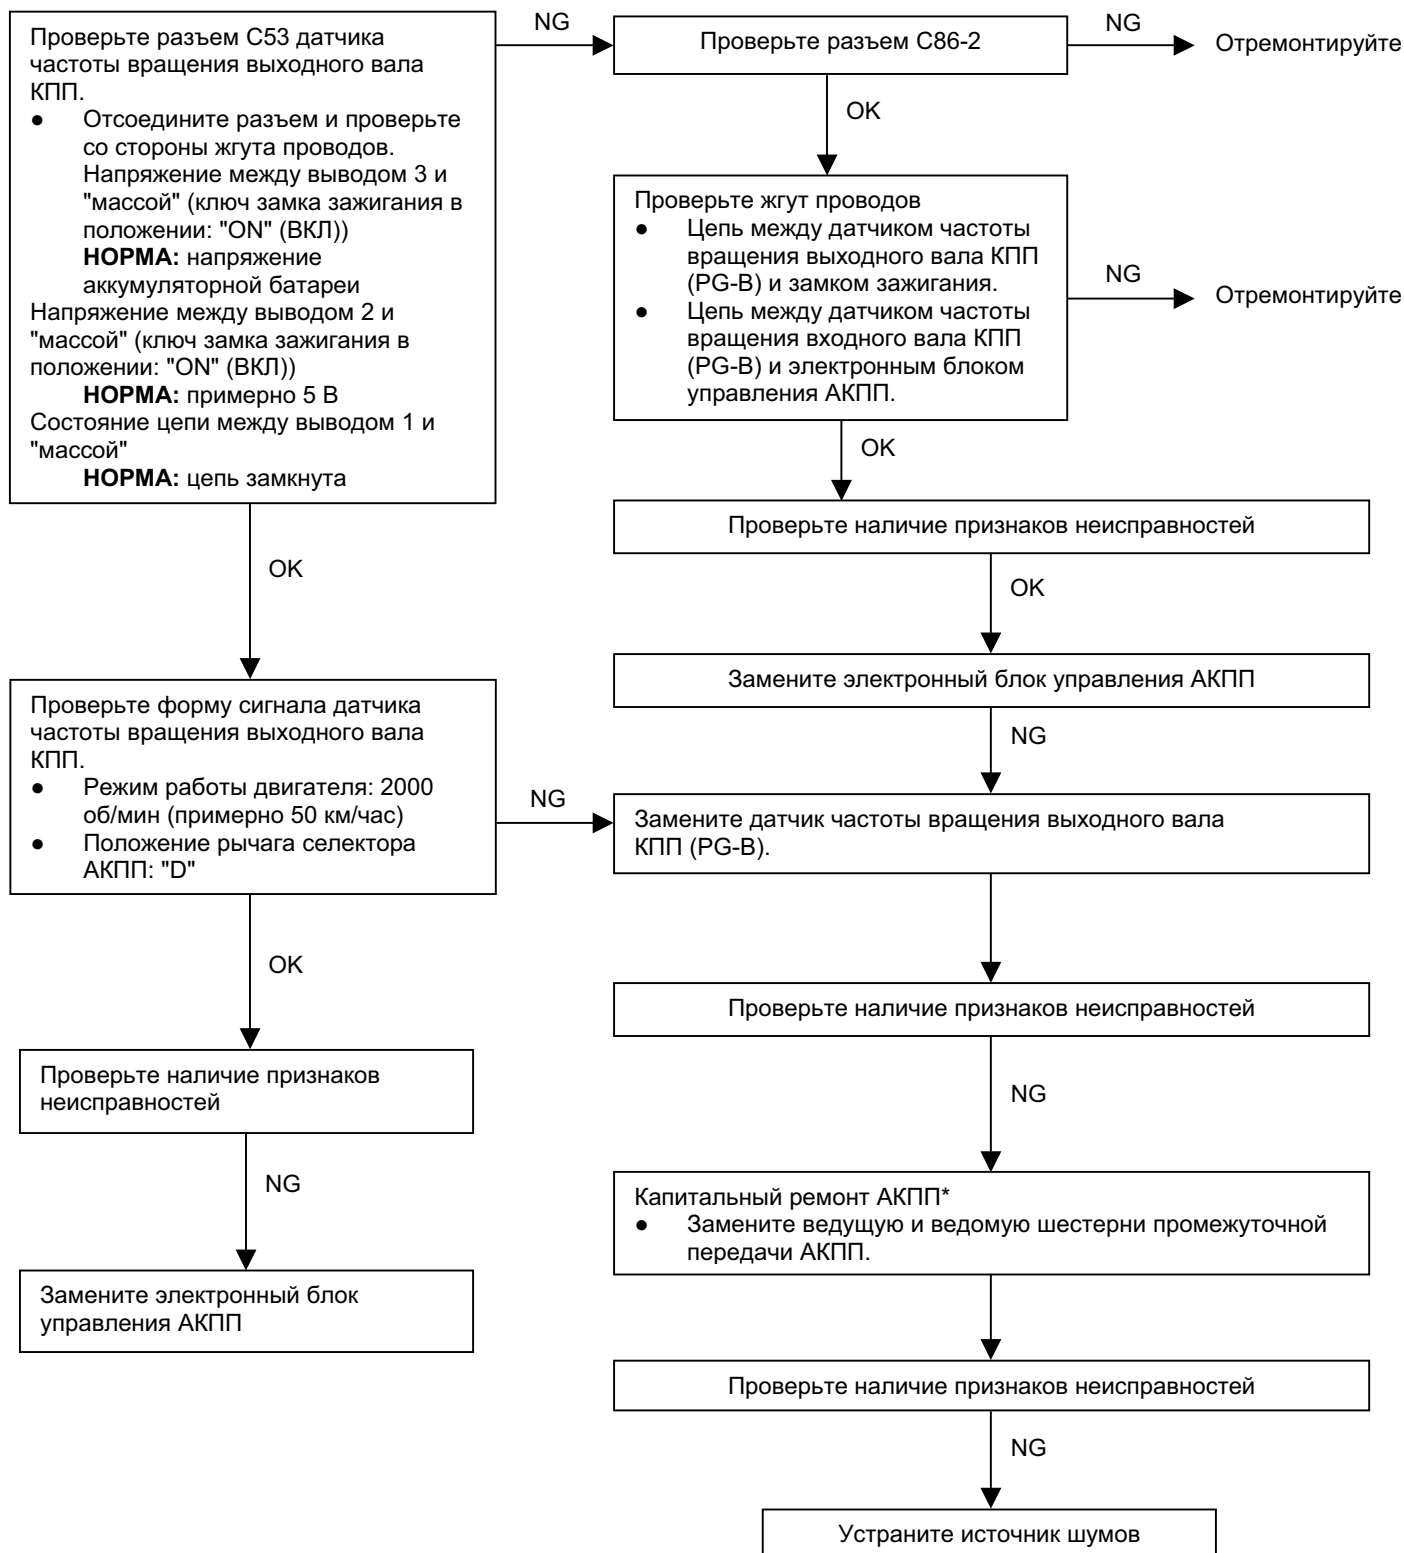 Проверьте разъем C53 датчика
частоты вращения выходного вала
КПП.
● Отсоедините разъем и проверьте
со стороны жгута проводов.
Напряжение между выводом 3 и
"массой" (ключ замка зажигания в
положении: "ON" (ВКЛ))
НОРМА: напряжение
аккумуляторной батареи
Напряжение между выводом 2 и
"массой" (ключ замка зажигания в
положении: "ON" (ВКЛ))
НОРМА: примерно 5 В
Состояние цепи между выводом 1 и
"массой"
НОРМА: цепь замкнута
NG
Проверьте разъем C86-2
NG
Отремонтируйте
OK
Проверьте жгут проводов
● Цепь между датчиком частоты
вращения выходного вала КПП
(PG-B) и замком зажигания.
● Цепь между датчиком частоты
вращения входного вала КПП
(PG-B) и электронным блоком
управления АКПП.
NG
Отремонтируйте
OK
Проверьте наличие признаков неисправностей
OK
Замените электронный блок управления АКПП
NG
OK
Проверьте форму сигнала датчика
частоты вращения выходного вала
КПП.
● Режим работы двигателя: 2000
об/мин (примерно 50 км/час)
● Положение рычага селектора
АКПП: "D"
NG
Замените датчик частоты вращения выходного вала
КПП (PG-B).
OK
Проверьте наличие признаков
неисправностей
NG
Замените электронный блок
управления АКПП
Проверьте наличие признаков неисправностей
NG
Капитальный ремонт АКПП*
● Замените ведущую и ведомую шестерни промежуточной
передачи АКПП.
Проверьте наличие признаков неисправностей
NG
Устраните источник шумов